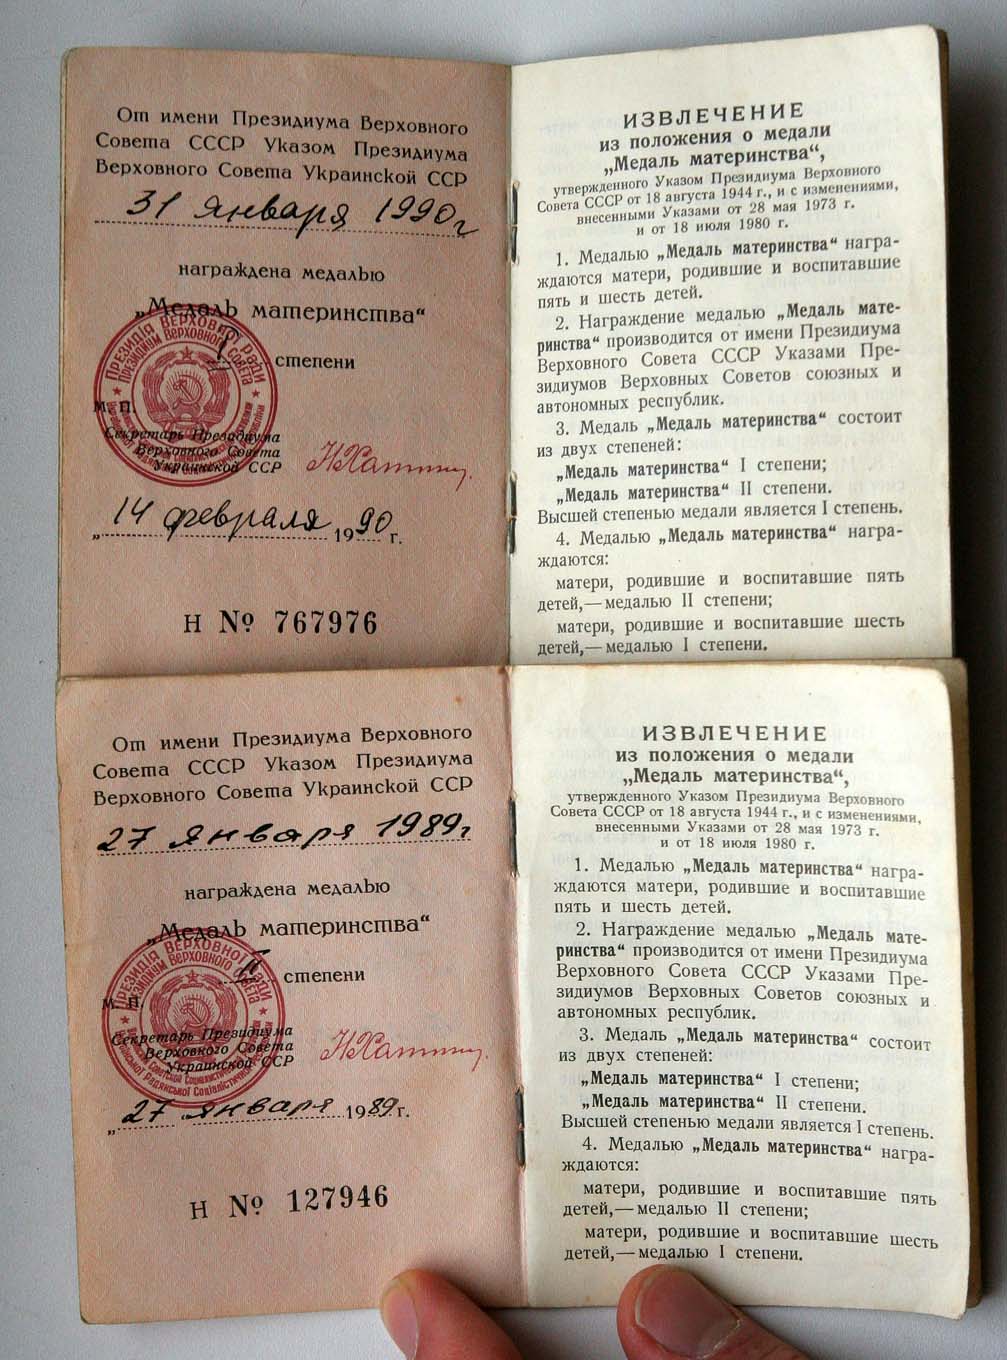 От имени Президиума Верховного
Совета СССР Указом Президиума
Верховного Совета Украинской ССР
31 января 1990 г
награждена медалью
„Медаль материнства“
степени
М. П.
Секретарь Президиума
Верховного Совета
Украинской ССР
„14 февраля 1990 г.
Н № 767976
ИЗВЛЕЧЕНИЕ
из положения о медали
„Медаль материнства“,
утвержденного Указом Президиума Верховного
Совета СССР от 18 августа 1944 г., и с изменениями,
внесенными Указами от 28 мая 1973 г.
и от 18 июля 1980 г.
1. Медалью „Медаль материнства“ награ-
ждаются матери, родившие и воспитавшие
пять и шесть детей.
2. Награждение медалью „Медаль мате-
ринства“ производится от имени Президиума
Верховного Совета СССР Указами Пре-
зидиумов Верховных Советов союзных и
автономных республик.
3. Медаль „Медаль материнства“ состоит
из двух степеней:
„Медаль материнства“ I степени;
„Медаль материнства“ II степени.
Высшей степенью медали является I степень.
4. Медалью „Медаль материнства“ награ-
ждаются:
матери, родившие и воспитавшие пять
детей,—медалью II степени;
матери, родившие и воспитавшие шесть
детей,—медалью I степени.
От имени Президиума Верховного
Совета СССР Указом Президиума
Верховного Совета Украинской ССР
27 января 1989 г
награждена медалью
„Медаль материнства“
II степени
М. П.
Секретарь Президиума
Верховного Совета
Украинской ССР
„27 января 1989 г.
Н № 127946
ИЗВЛЕЧЕНИЕ
из положения о медали
„Медаль материнства“,
утвержденного Указом Президиума Верховного
Совета СССР от 18 августа 1944 г., и с изменениями,
внесенными Указами от 28 мая 1973 г.
и от 18 июля 1980 г.
1. Медалью „Медаль материнства“ награ-
ждаются матери, родившие и воспитавшие
пять и шесть детей.
2. Награждение медалью „Медаль мате-
ринства“ производится от имени Президиума
Верховного Совета СССР Указами Пре-
зидиумов Верховных Советов союзных и
автономных республик.
3. Медаль „Медаль материнства“ состоит
из двух степеней:
„Медаль материнства“ I степени;
„Медаль материнства“ II степени.
Высшей степенью медали является I степень.
4. Медалью „Медаль материнства“ награ-
ждаются:
матери, родившие и воспитавшие пять
детей,—медалью II степени;
матери, родившие и воспитавшие шесть
детей,—медалью I степени.